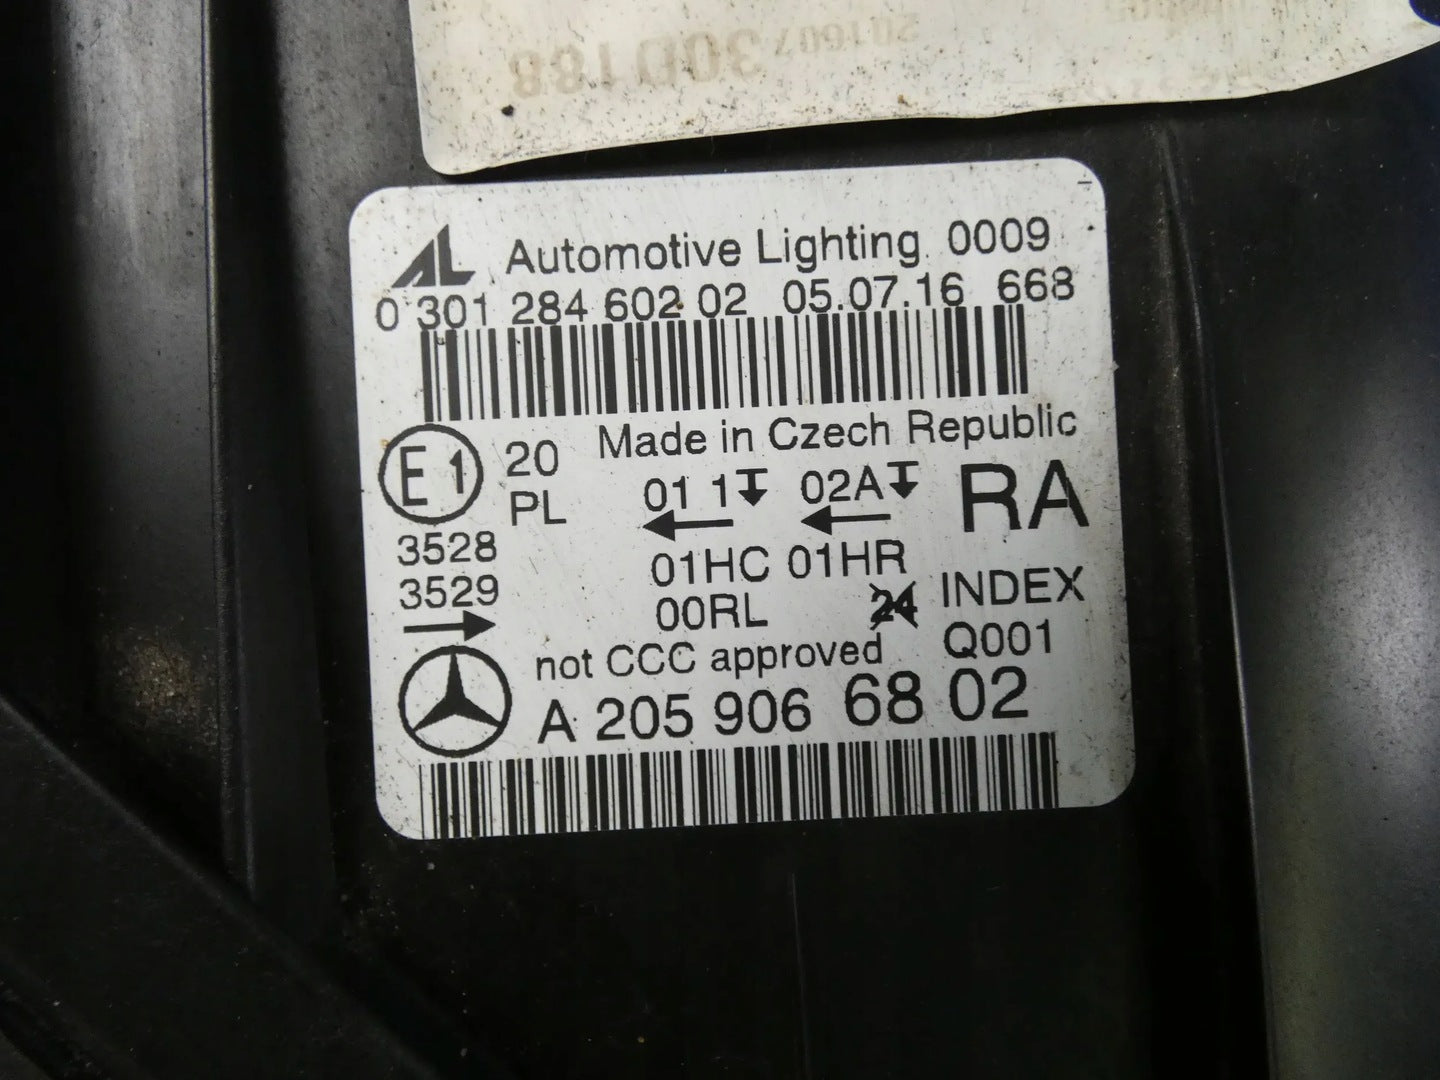 20160730D188
AL Automotive Lighting 0009
0 301 284 602 02 05.07.16 668
Made in Czech Republic
E1 20 01 1 02A RA
PL
3528 01HC 01HR
3529 00RL 24 INDEX
not CCC approved Q001
A 205 906 68 02